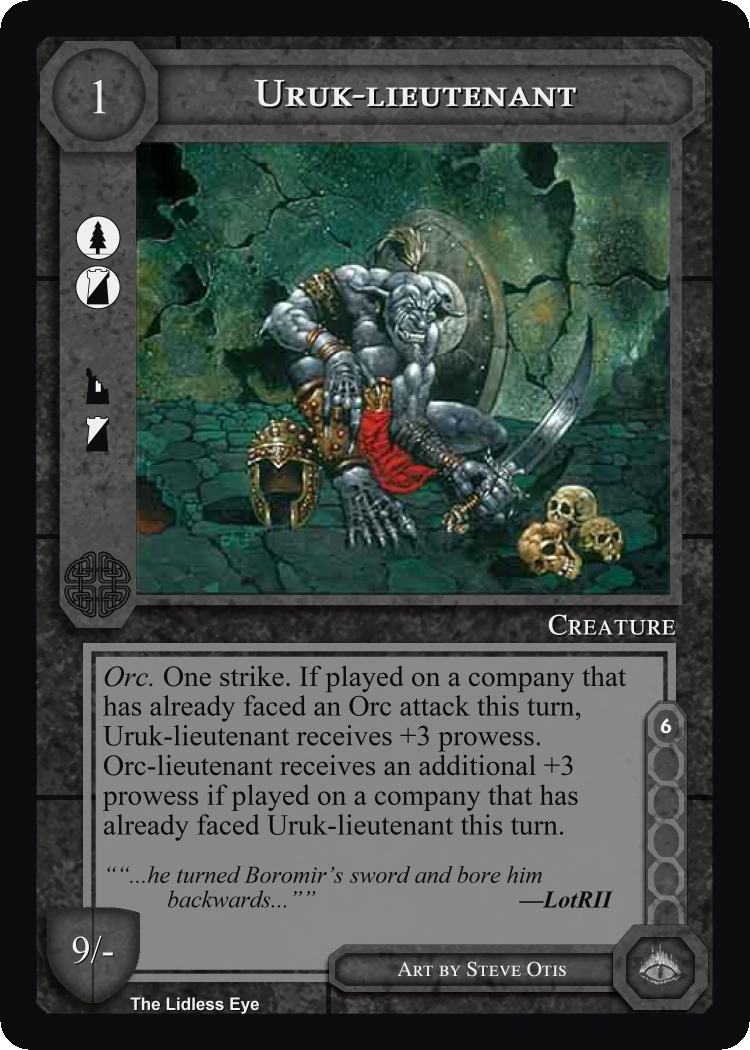 1
Uruk-lieutenant
Creature
Orc. One strike. If played on a company that
has already faced an Orc attack this turn,
Uruk-lieutenant receives +3 prowess.
Orc-lieutenant receives an additional +3
prowess if played on a company that has
already faced Uruk-lieutenant this turn.
6
““...he turned Boromir’s sword and bore him
backwards...”” —LotRII
9/-
Art by Steve Otis
The Lidless Eye